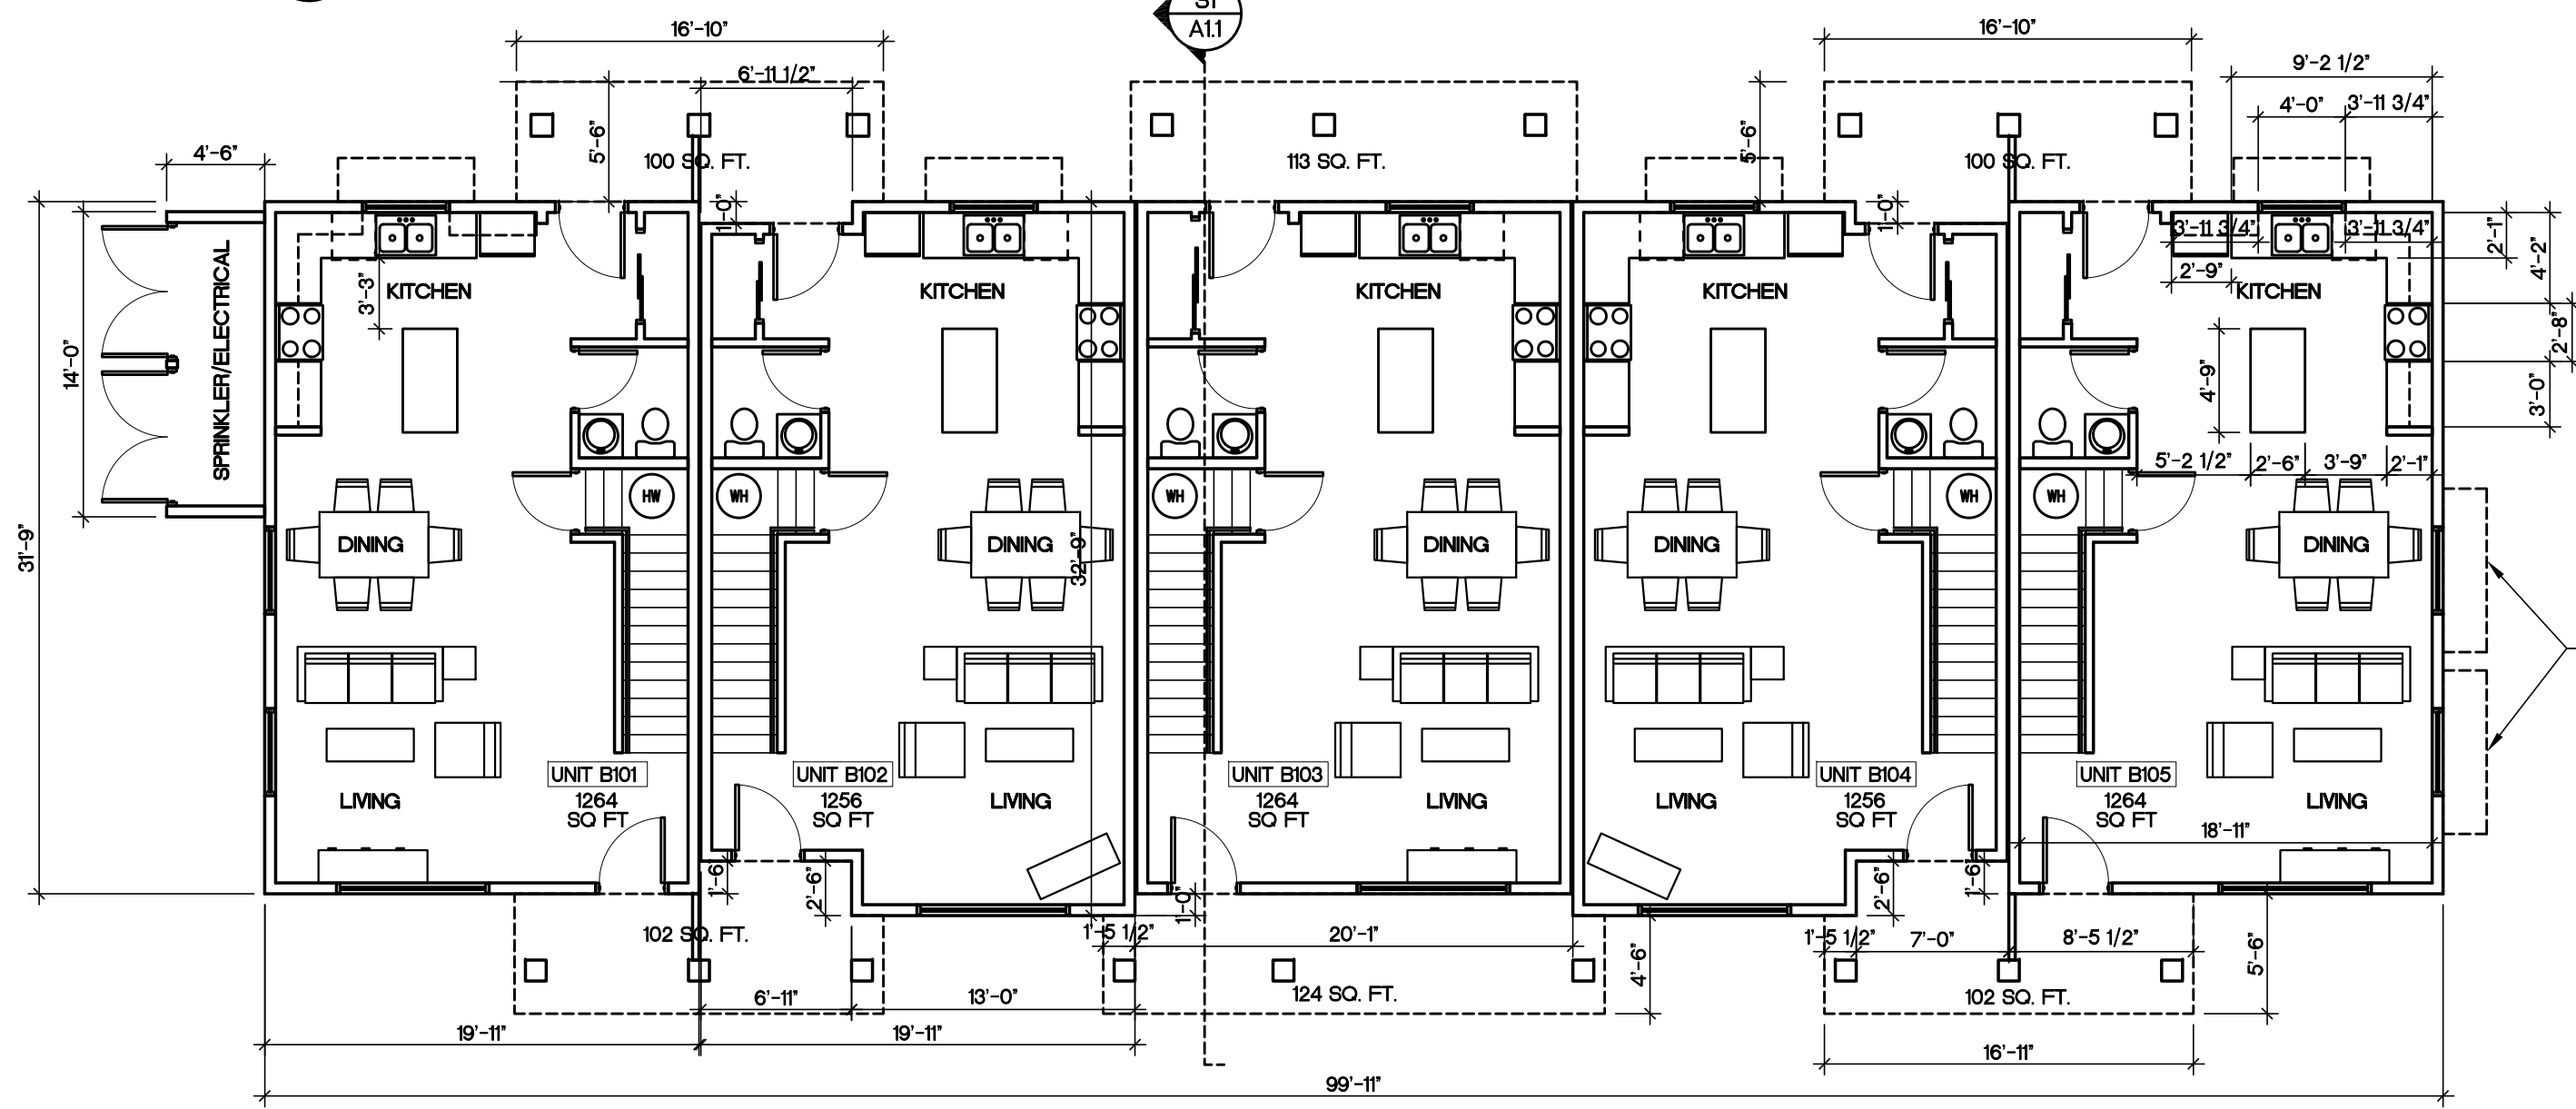 S1
A1.1
16'-10"
16'-10"
6'-11 1/2"
9'-2 1/2"
4'-0"
3'-11 3/4"
5'-6"
5'-6"
4'-6"
100 SQ. FT.
113 SQ. FT.
100 SQ. FT.
1'-0"
1'-0"
3'-11 3/4"
3'-11 3/4"
2'-1"
4'-2"
2'-9"
3'-3"
KITCHEN
KITCHEN
KITCHEN
KITCHEN
KITCHEN
SPRINKLER/ELECTRICAL
14'-0"
2'-8"
4'-9"
3'-0"
5'-2 1/2"
2'-6"
3'-9"
2'-1"
HW
WH
WH
WH
WH
31'-9"
DINING
DINING
32'-9"
DINING
DINING
DINING
UNIT B101
1264
SQ FT
UNIT B102
1256
SQ FT
UNIT B103
1264
SQ FT
UNIT B104
1256
SQ FT
UNIT B105
1264
SQ FT
LIVING
LIVING
LIVING
LIVING
LIVING
18'-11"
1'-6"
2'-6"
1'-0"
2'-6"
1'-6"
102 SQ. FT.
1'-5 1/2"
20'-1"
1'-5 1/2"
7'-0"
8'-5 1/2"
4'-6"
5'-6"
6'-11"
13'-0"
124 SQ. FT.
102 SQ. FT.
19'-11"
19'-11"
16'-11"
99'-11"